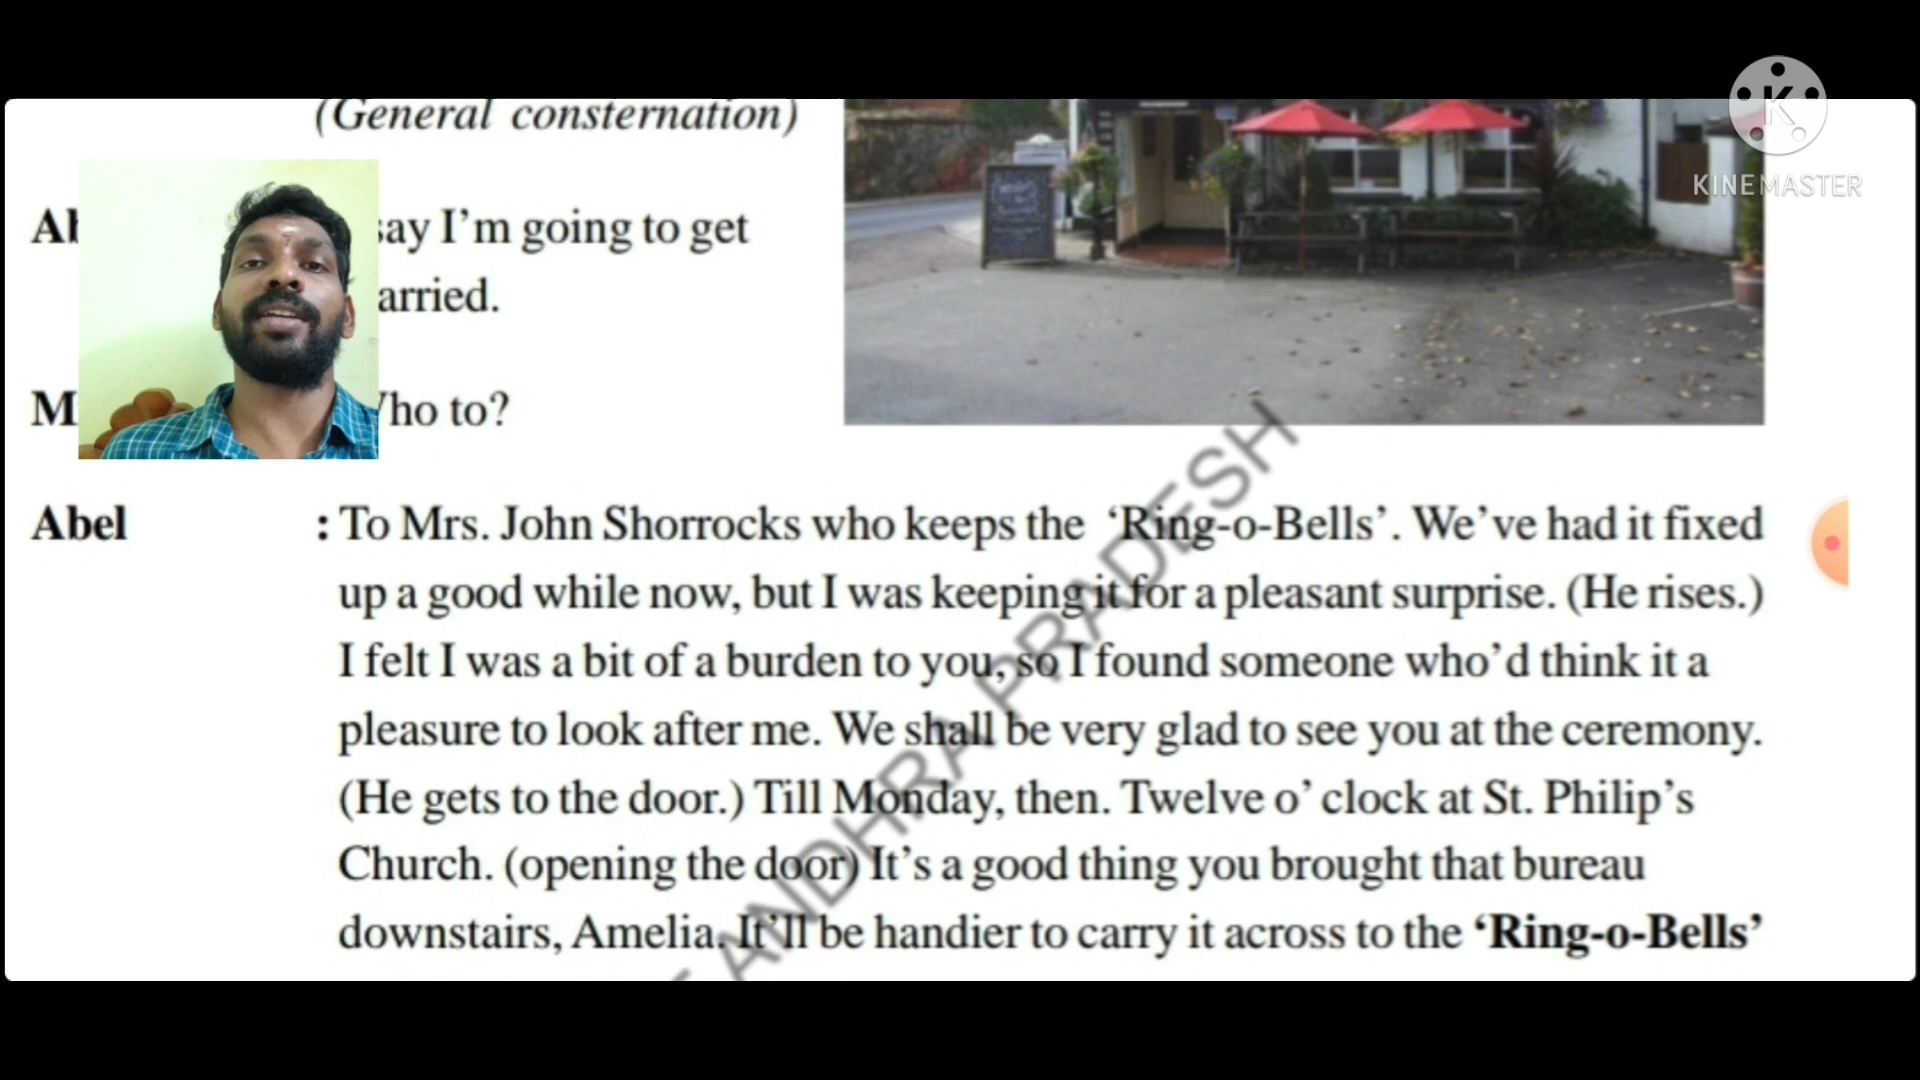 (General consternation)
KINEMASTER
say I'm going to get
arried.
Who to?
Abel : To Mrs. John Shorrocks who keeps the ‘Ring-o-Bells’. We’ve had it fixed
up a good while now, but I was keeping it for a pleasant surprise. (He rises.)
I felt I was a bit of a burden to you, so I found someone who’d think it a
pleasure to look after me. We shall be very glad to see you at the ceremony.
(He gets to the door.) Till Monday, then. Twelve o’ clock at St. Philip’s
Church. (opening the door) It’s a good thing you brought that bureau
downstairs, Amelia. It’ll be handier to carry it across to the ‘Ring-o-Bells’
ANDHRA PRADESH